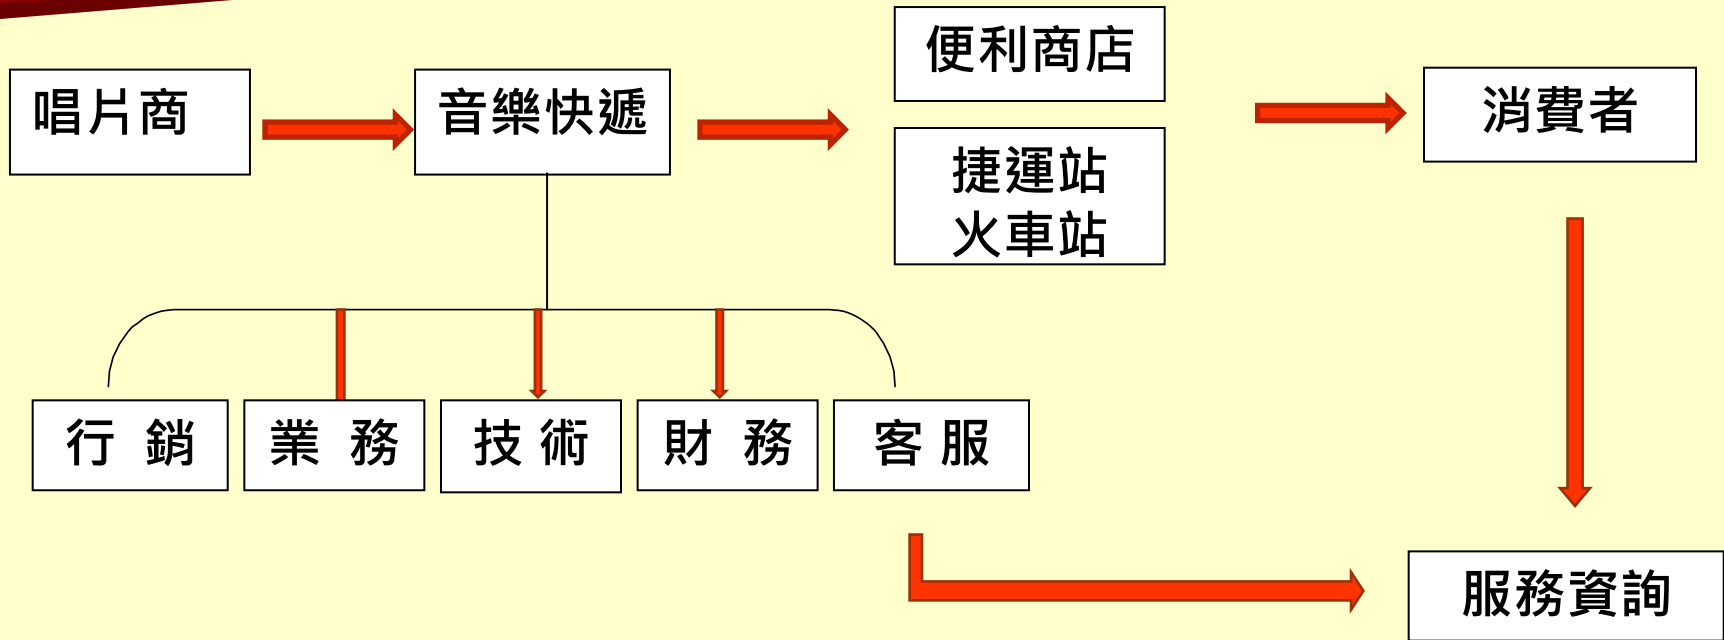 唱片商
音樂快遞
便利商店
捷運站
火車站
消費者
行 銷
業 務
技 術
財 務
客 服
服務資詢